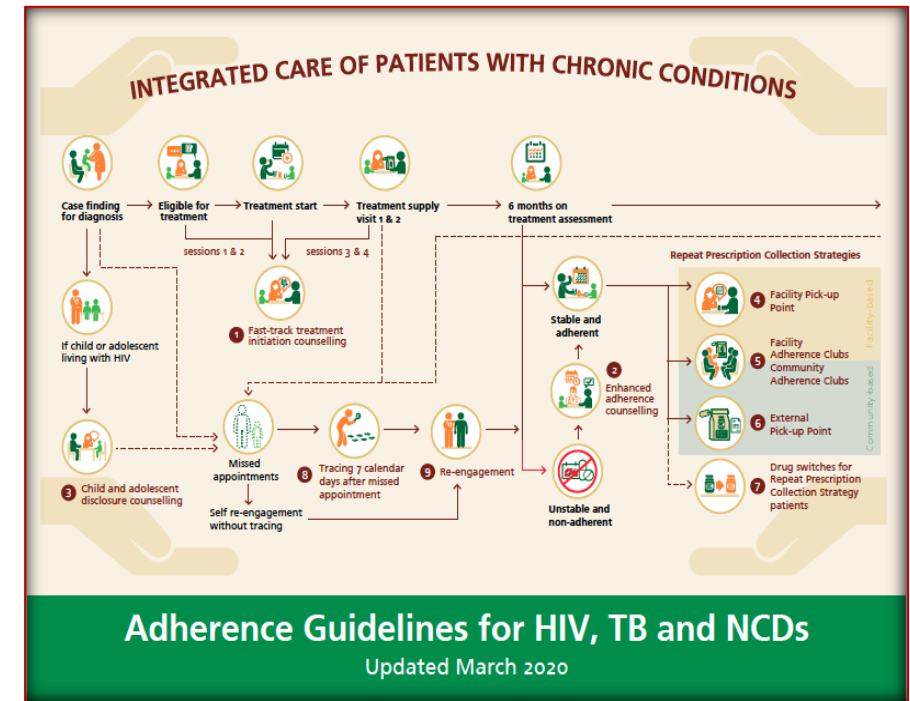 INTEGRATED CARE OF PATIENTS WITH CHRONIC CONDITIONS
Case finding
for diagnosis
Eligible for
treatment
Treatment start
Treatment supply
visit 1 & 2
6 months on
treatment assessment
sessions 1 & 2
sessions 3 & 4
Repeat Prescription Collection Strategies
1 Fast-track treatment
initiation counselling
If child or adolescent
living with HIV
Stable and
adherent
4 Facility Pick-up
Point
Facility-based
5 Facility
Adherence Clubs
Community
Adherence Clubs
2
Enhanced
adherence
counselling
6 External
Pick-up Point
Community-based
3 Child and adolescent
disclosure counselling
Missed
appointments
8 Tracing 7 calendar
days after missed
appointment
9 Re-engagement
7 Drug switches for
Repeat Prescription
Collection Strategy
patients
Self re-engagement
without tracing
Unstable and
non-adherent
Adherence Guidelines for HIV, TB and NCDs
Updated March 2020